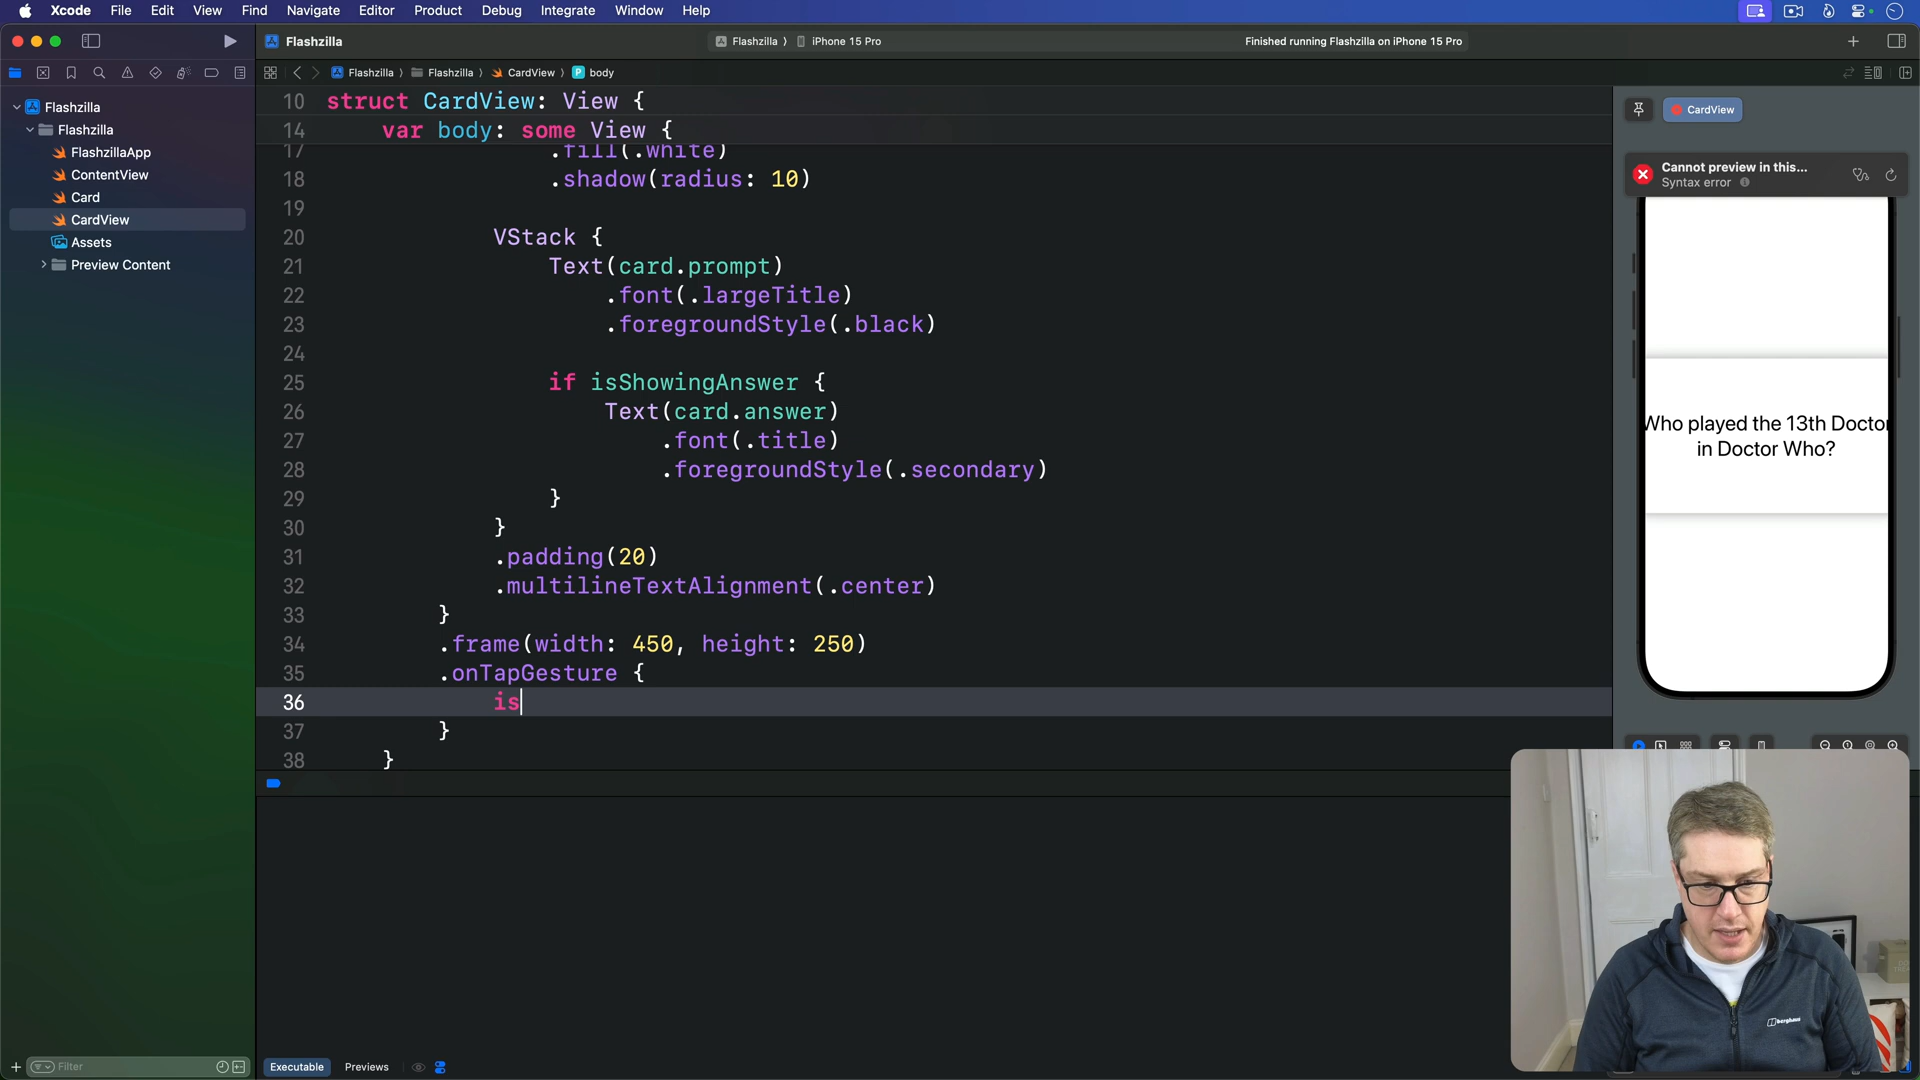 Xcode File Edit View Find Navigate Editor Product Debug Integrate Window Help
Flashzilla
Flashzilla ⟩ iPhone 15 Pro
Finished running Flashzilla on iPhone 15 Pro
Flashzilla ⟩ Flashzilla ⟩ CardView ⟩ P body
Flashzilla
Flashzilla
FlashzillaApp
ContentView
Card
CardView
Assets
Preview Content
10 struct CardView: View {
14 var body: some View {
17 .fill(.white)
18 .shadow(radius: 10)
19
20 VStack {
21 Text(card.prompt)
22 .font(.largeTitle)
23 .foregroundStyle(.black)
24
25 if isShowingAnswer {
26 Text(card.answer)
27 .font(.title)
28 .foregroundStyle(.secondary)
29 }
30 }
31 .padding(20)
32 .multilineTextAlignment(.center)
33 }
34 .frame(width: 450, height: 250)
35 .onTapGesture {
36 is
37 }
38 }
CardView
Cannot preview in this...
Syntax error
Who played the 13th Doctor
in Doctor Who?
berghaus
Filter
Executable Previews